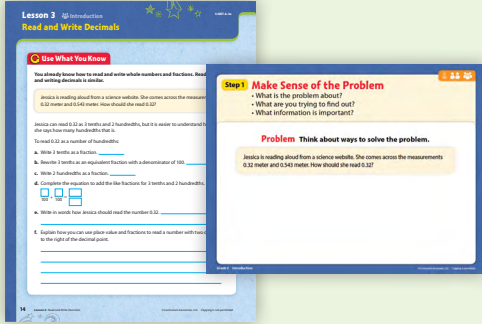 Lesson 3 Introduction
Read and Write Decimals
Use What You Know
You already know how to read and write whole numbers and fractions. Read
and writing decimals is similar.
Jessica is reading aloud from a science website. She comes across the measurem
0.32 meter and 0.543 meter. How should she read 0.32?
Jessica can read 0.32 as 3 tenths and 2 hundredths, but it is easier to understand
she says how many hundredths that is.
To read 0.32 as a number of hundredths:
a. Write 3 tenths as a fraction.
b. Rewrite 3 tenths as an equivalent fraction with a denominator of 100.
c. Write 2 hundredths as a fraction.
d. Complete the equation to add the like fractions for 3 tenths and 2 hundredths.
100 + 100 =
e. Write in words how Jessica should read the number 0.32.
f. Explain how you can use place value and fractions to read a number with two
to the right of the decimal point.
14
Step 1 Make Sense of the Problem
• What is the problem about?
• What are you trying to find out?
• What information is important?
Problem Think about ways to solve the problem.
Jessica is reading aloud from a science website. She comes across the measurements
0.32 meter and 0.543 meter. How should she read 0.32?